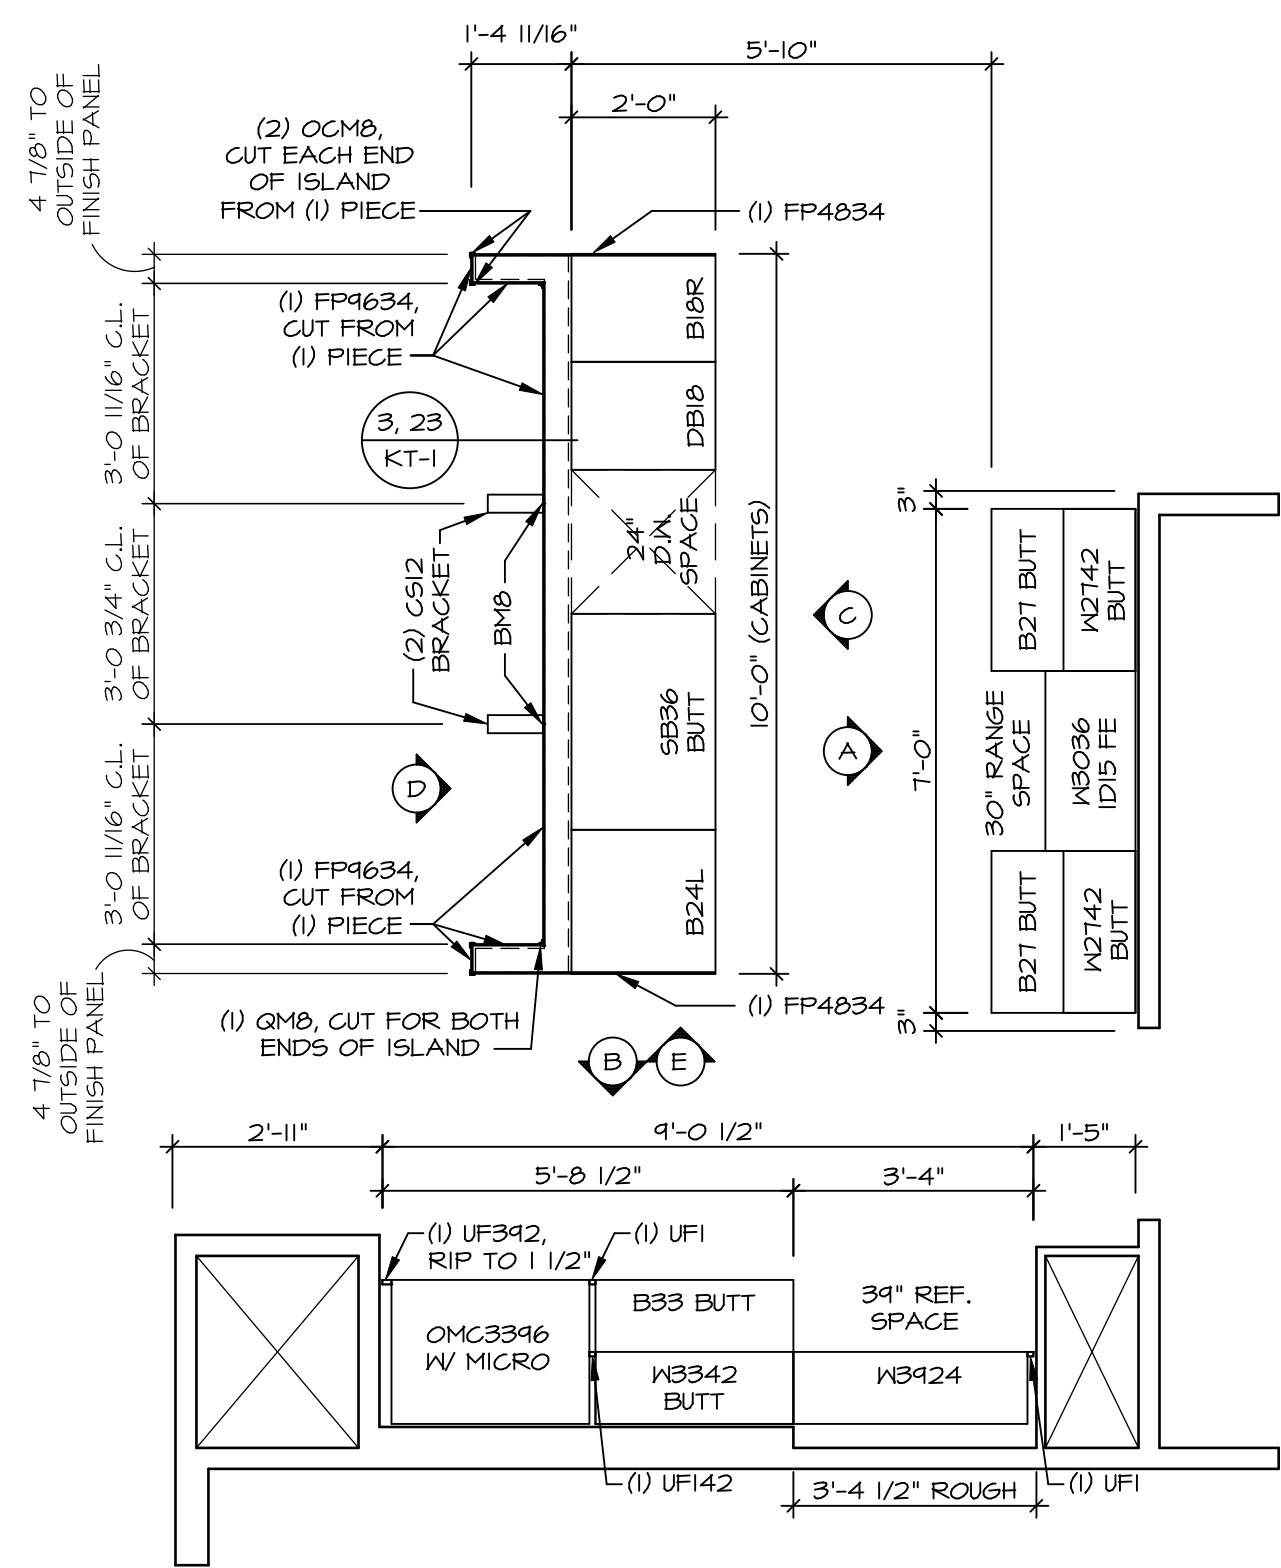 1'-4 11/16"
5'-10"
2'-0"
4 7/8" TO
OUTSIDE OF
FINISH PANEL
(2) OCM8,
CUT EACH END
OF ISLAND
FROM (1) PIECE
(1) FP4834
(1) FP9634,
CUT FROM
(1) PIECE
3, 23
KT-1
3'-0 11/16" C.L.
OF BRACKET
3'-0 3/4" C.L.
OF BRACKET
3'-0 11/16" C.L.
OF BRACKET
(2) CS12
BRACKET
BM8
B18R
DB18
24"
D.W.
SPACE
SB36
BUTT
B24L
10'-0" (CABINETS)
C
A
D
3"
7'-0"
3"
B27 BUTT
W2742
BUTT
30" RANGE
SPACE
W3036
1D15 FE
B27 BUTT
W2742
BUTT
(1) FP9634,
CUT FROM
(1) PIECE
4 7/8" TO
OUTSIDE OF
FINISH PANEL
(1) QM8, CUT FOR BOTH
ENDS OF ISLAND
(1) FP4834
B
E
2'-11"
9'-0 1/2"
1'-5"
5'-8 1/2"
3'-4"
(1) UF392,
RIP TO 1 1/2"
(1) UF1
OMC3396
W/ MICRO
B33 BUTT
W3342
BUTT
39" REF.
SPACE
W3924
(1) UF142
3'-4 1/2" ROUGH
(1) UF1